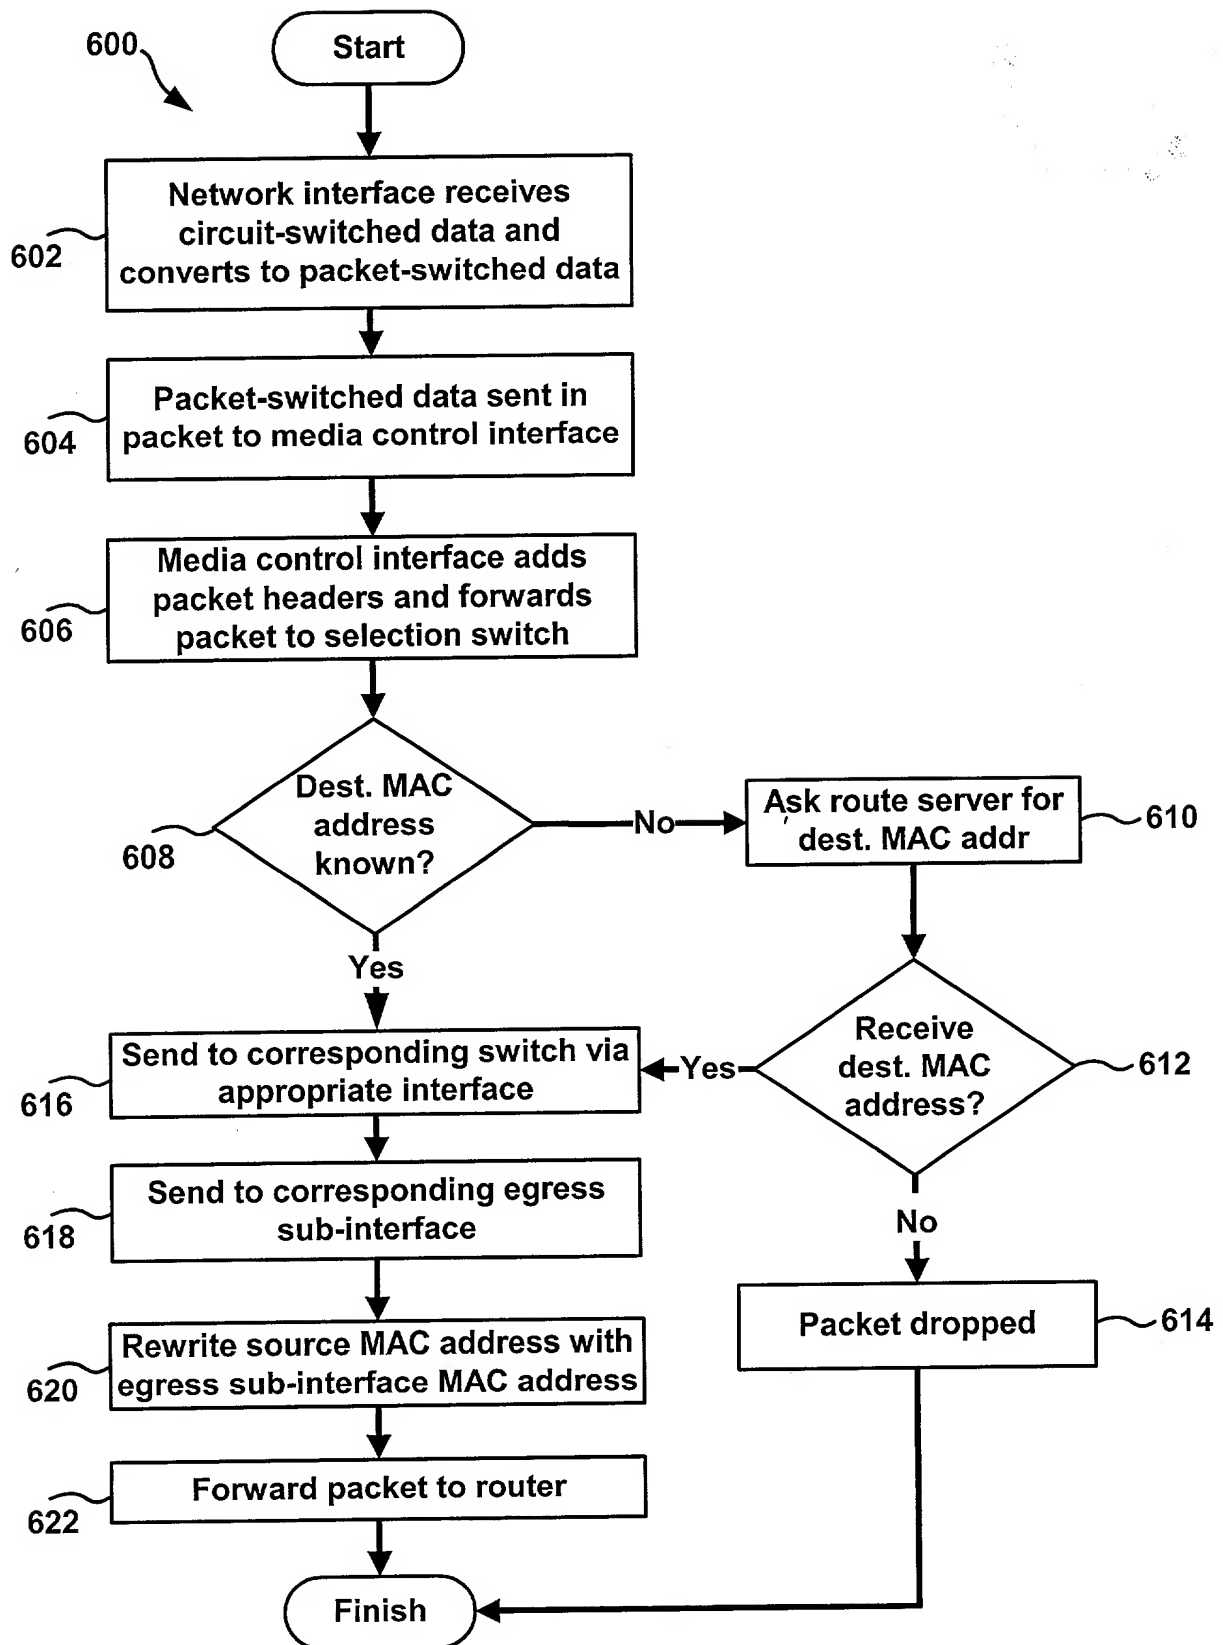 600
Start
602
Network interface receives
circuit-switched data and
converts to packet-switched data
604
Packet-switched data sent in
packet to media control interface
606
Media control interface adds
packet headers and forwards
packet to selection switch
608
Dest. MAC
address
known?
No
Ask route server for
dest. MAC addr
610
Yes
Receive
dest. MAC
address?
612
Yes
616
Send to corresponding switch via
appropriate interface
No
618
Send to corresponding egress
sub-interface
Packet dropped
614
620
Rewrite source MAC address with
egress sub-interface MAC address
622
Forward packet to router
Finish